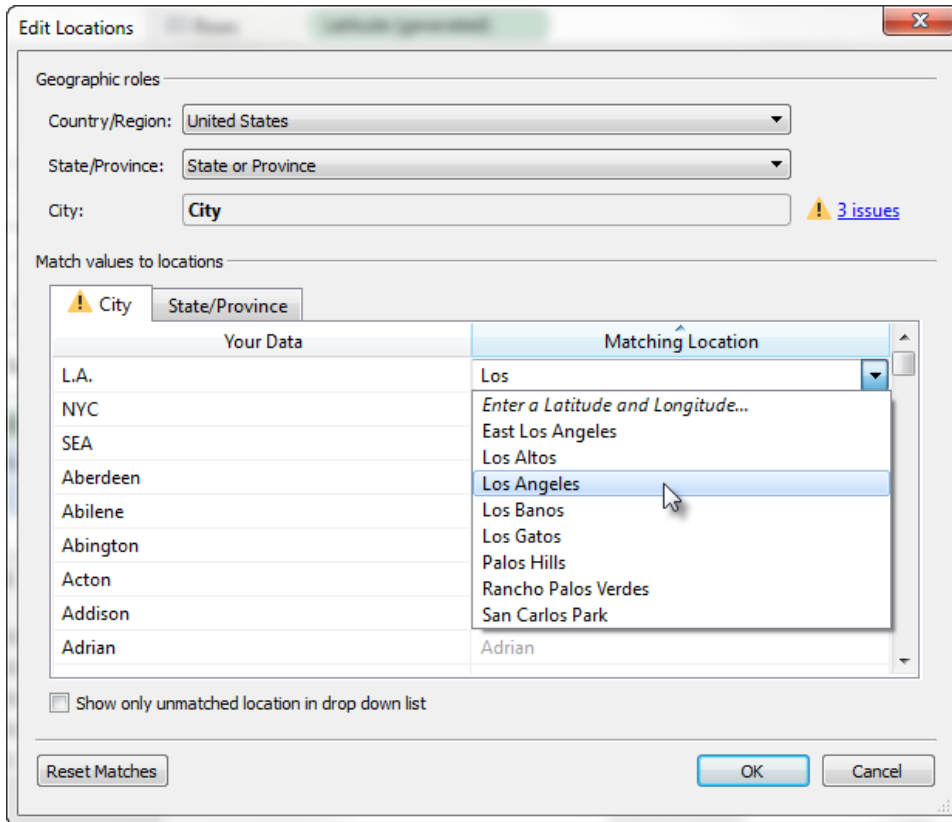 Edit Locations
Geographic roles
Country/Region: United States
State/Province: State or Province
City: City 3 issues
Match values to locations
City State/Province
Your Data Matching Location
L.A. Los
NYC Enter a Latitude and Longitude...
East Los Angeles
SEA Los Altos
Aberdeen Los Angeles
Abilene Los Banos
Abington Los Gatos
Acton Palos Hills
Rancho Palos Verdes
Addison San Carlos Park
Adrian Adrian
Show only unmatched location in drop down list
Reset Matches OK Cancel